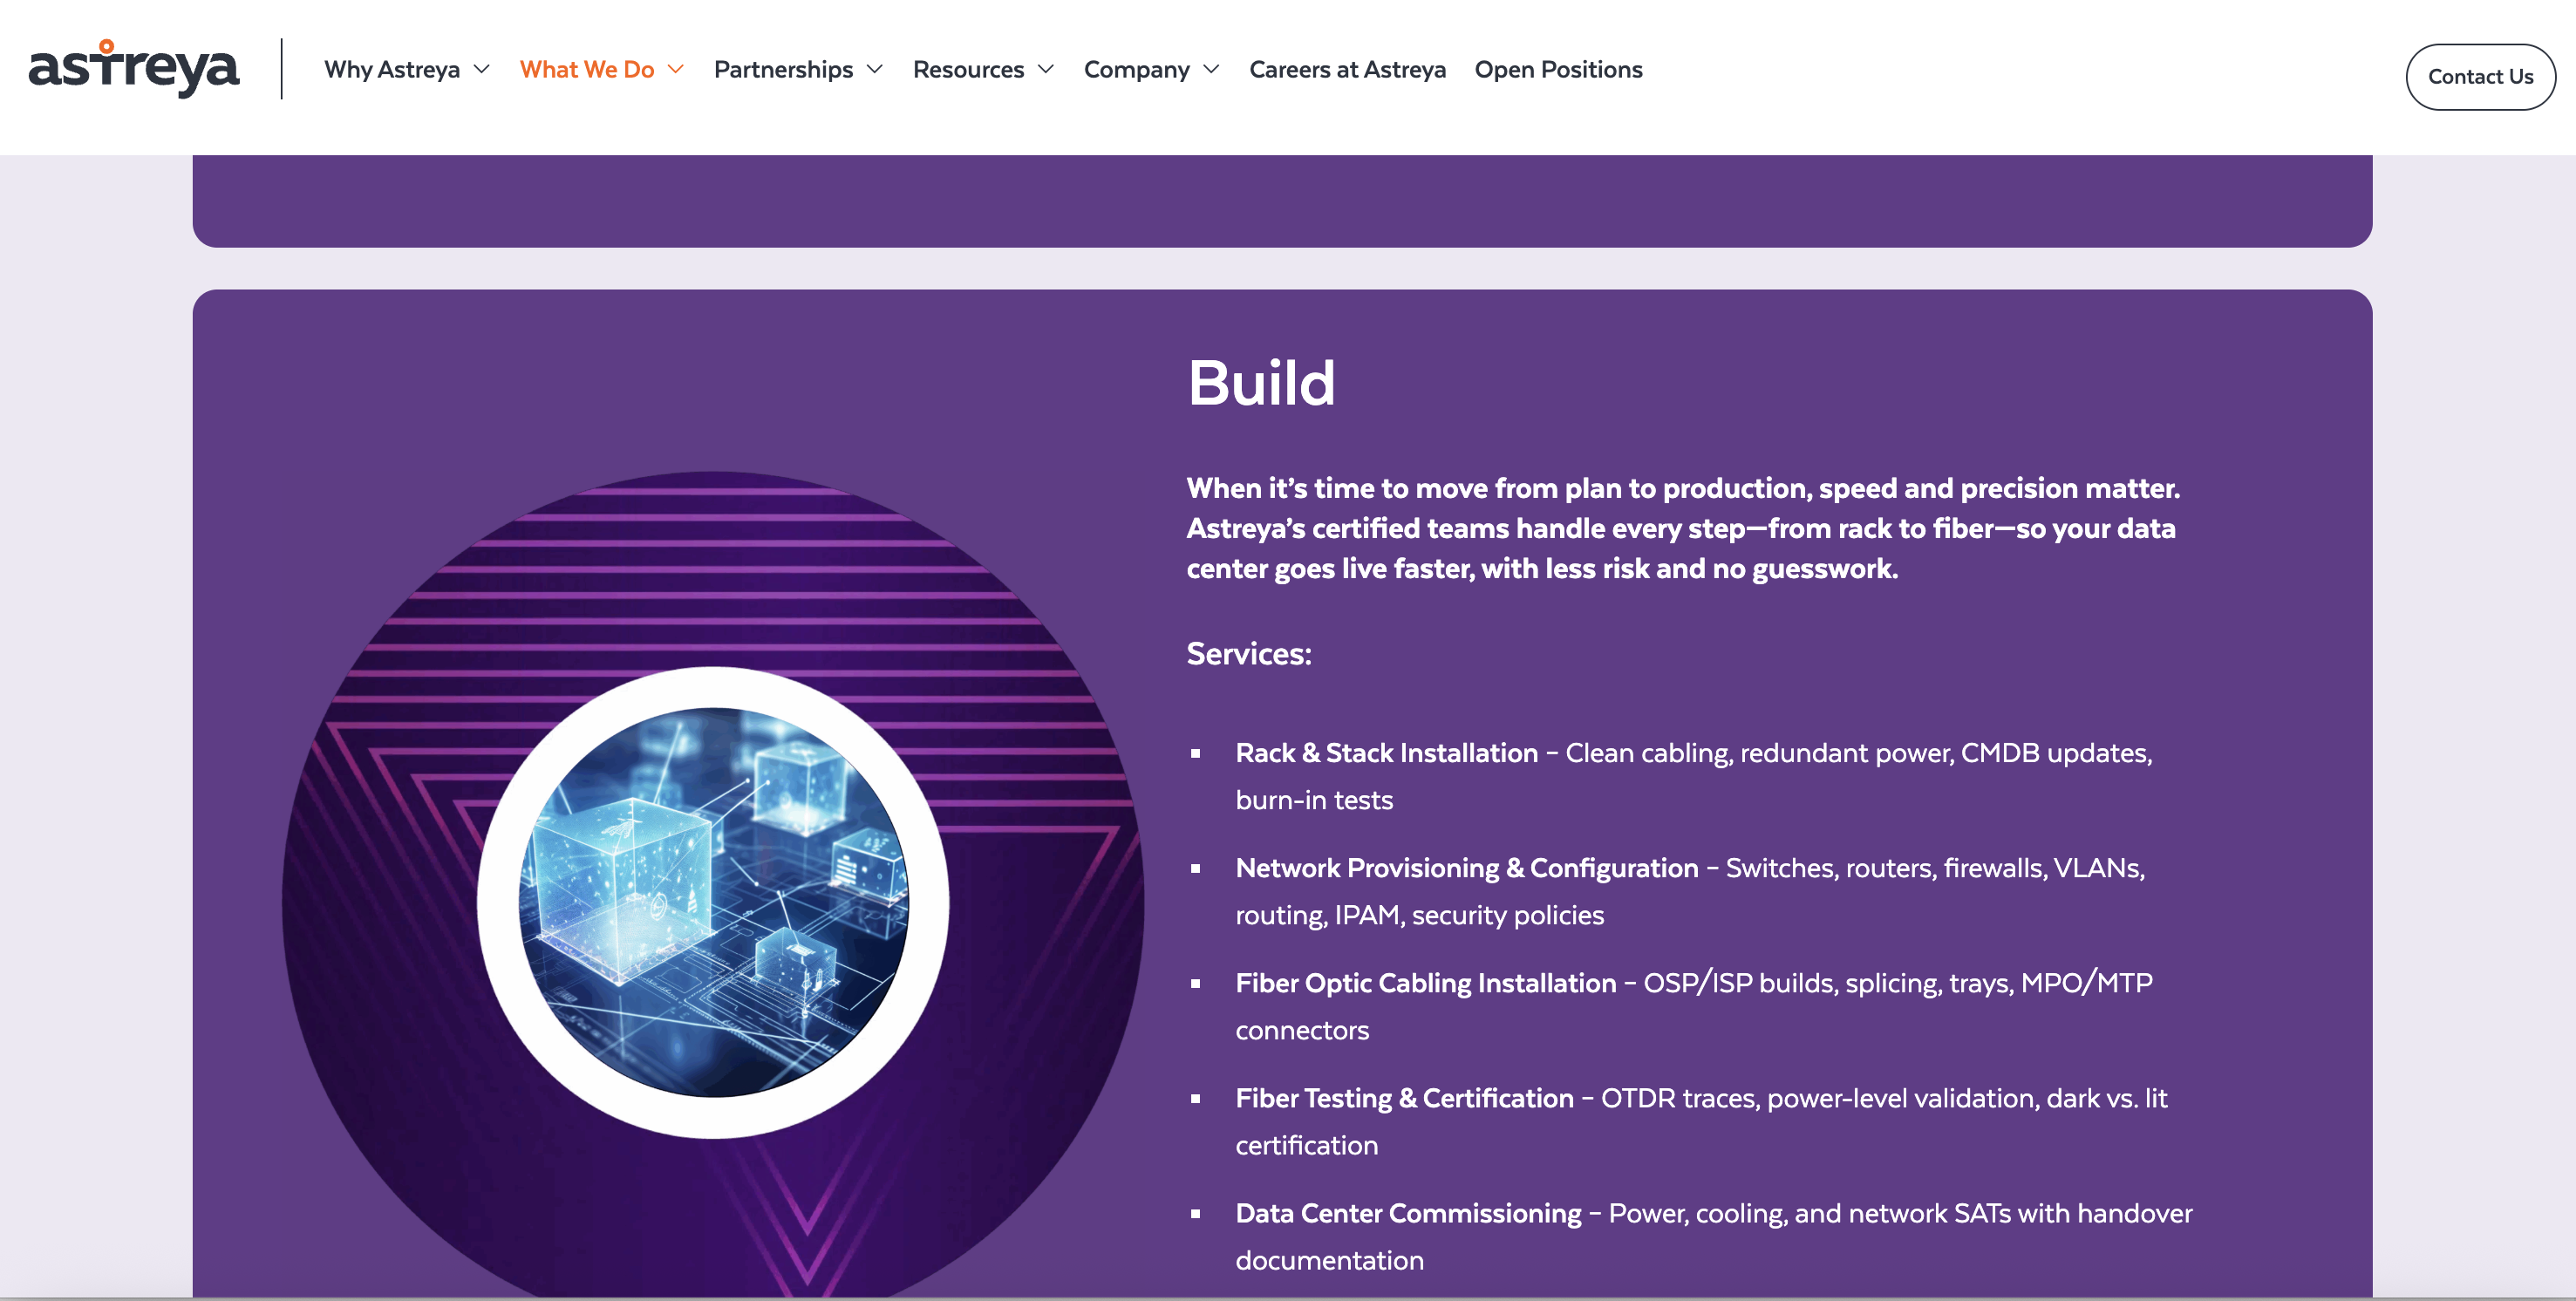 astreya
Why Astreya
What We Do
Partnerships
Resources
Company
Careers at Astreya
Open Positions
Contact Us
Build
When it’s time to move from plan to production, speed and precision matter.
Astreya’s certified teams handle every step—from rack to fiber—so your data
center goes live faster, with less risk and no guesswork.
Services:
▪ Rack & Stack Installation – Clean cabling, redundant power, CMDB updates,
burn-in tests
▪ Network Provisioning & Configuration – Switches, routers, firewalls, VLANs,
routing, IPAM, security policies
▪ Fiber Optic Cabling Installation – OSP/ISP builds, splicing, trays, MPO/MTP
connectors
▪ Fiber Testing & Certification – OTDR traces, power-level validation, dark vs. lit
certification
▪ Data Center Commissioning – Power, cooling, and network SATs with handover
documentation